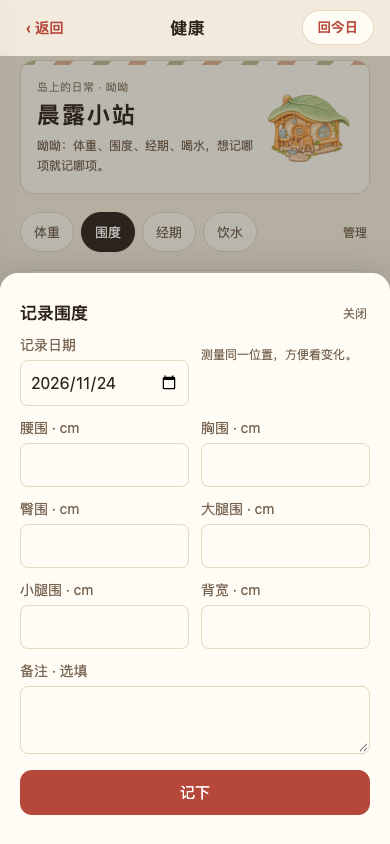 ‹ 返回
健康
回今日
岛上的日常 · 呦呦
晨露小站
呦呦：体重、围度、经期、喝水，想记哪
项就记哪项。
体重
围度
经期
饮水
管理
记录围度
关闭
记录日期
测量同一位置，方便看变化。
2026/11/24
腰围 · cm
胸围 · cm
臀围 · cm
大腿围 · cm
小腿围 · cm
背宽 · cm
备注 · 选填
记下